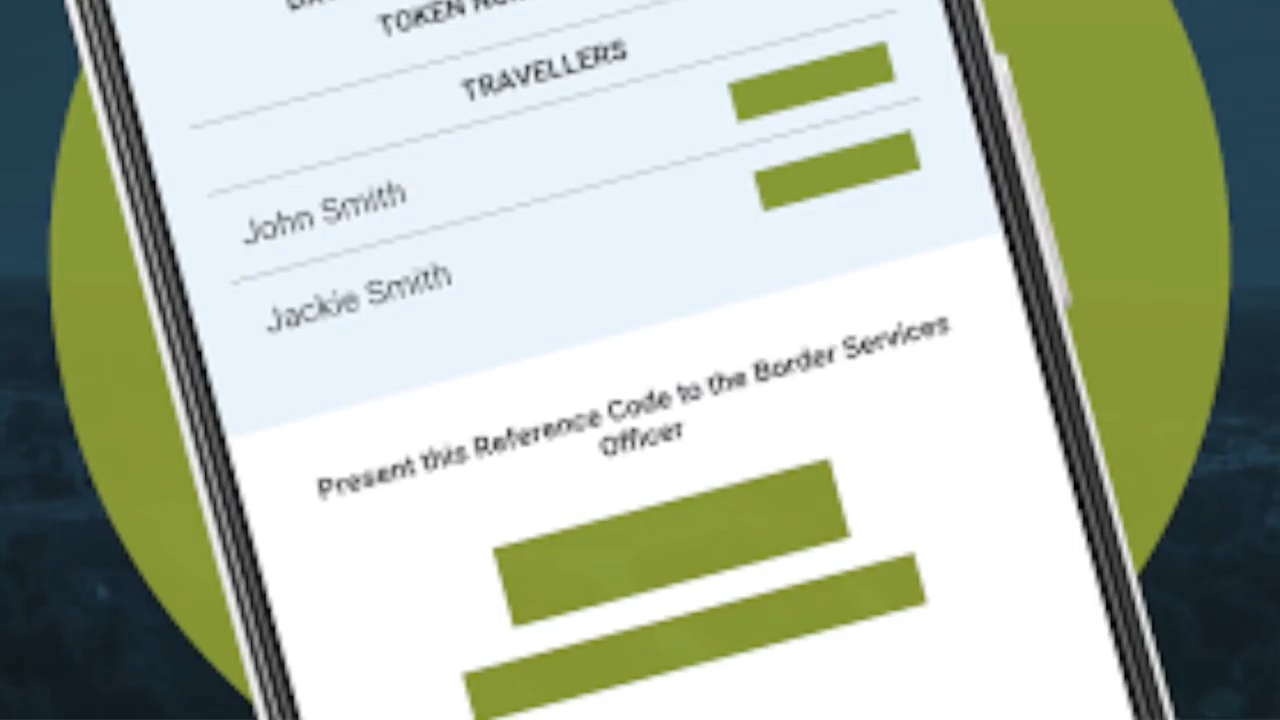 TOKEN
TRAVELLERS
John Smith
Jackie Smith
Present this Reference Code to the Border Services
Officer